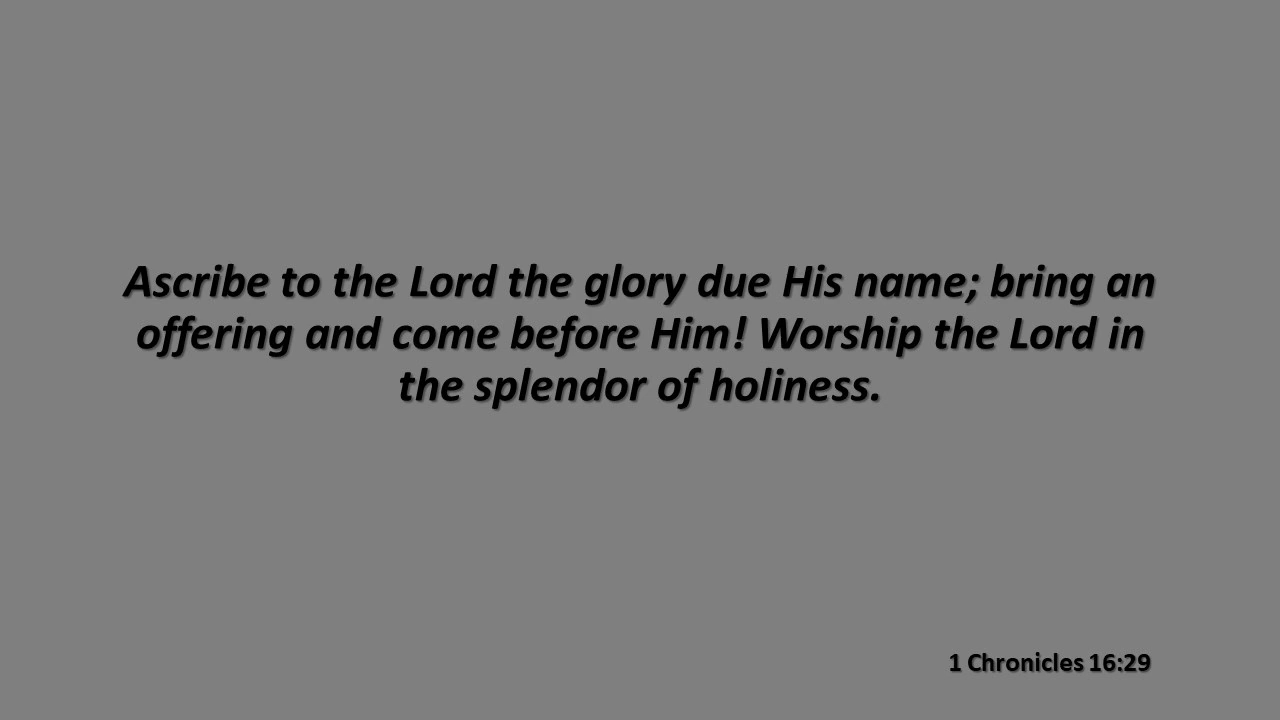 Ascribe to the Lord the glory due His name; bring an
offering and come before Him! Worship the Lord in
the splendor of holiness.
1 Chronicles 16:29